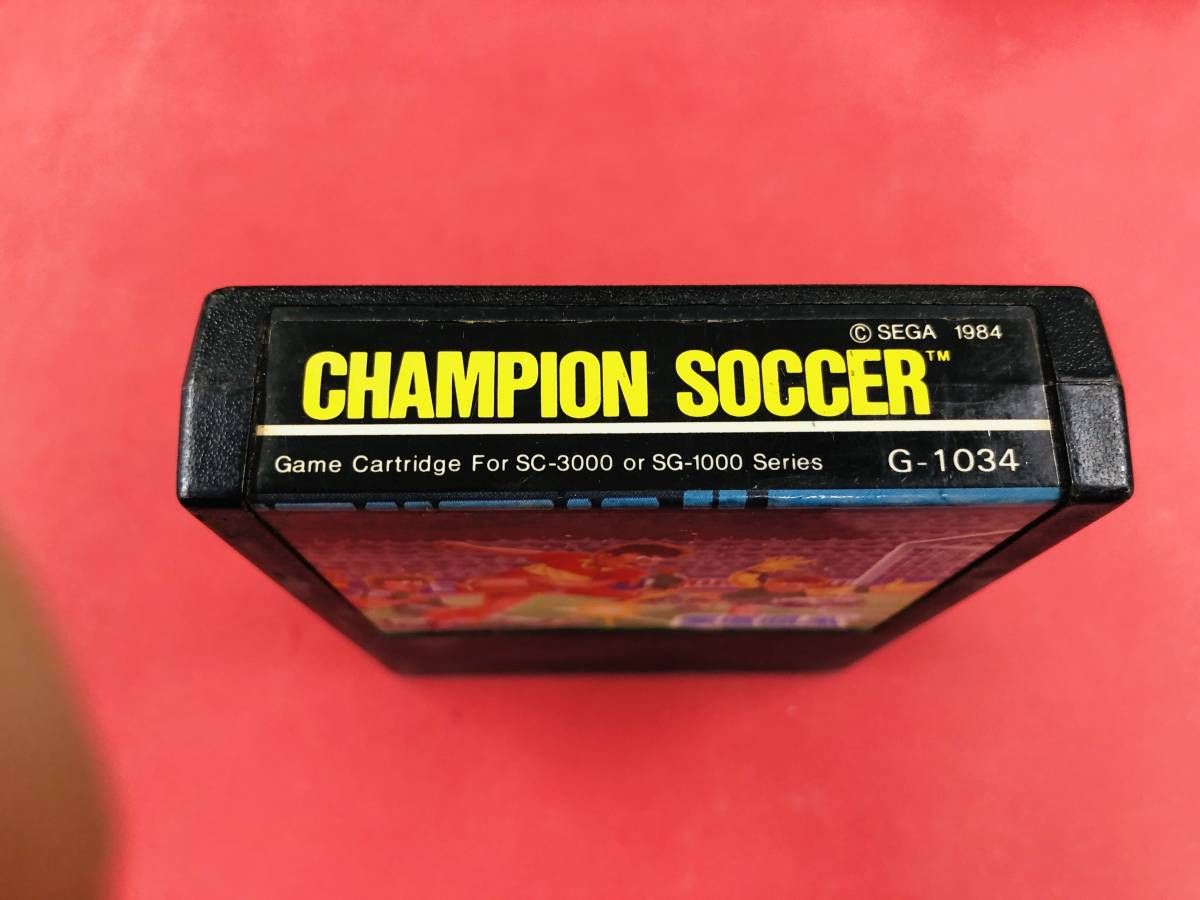 © SEGA 1984
CHAMPION SOCCER™
Game Cartridge For SC-3000 or SG-1000 Series G-1034